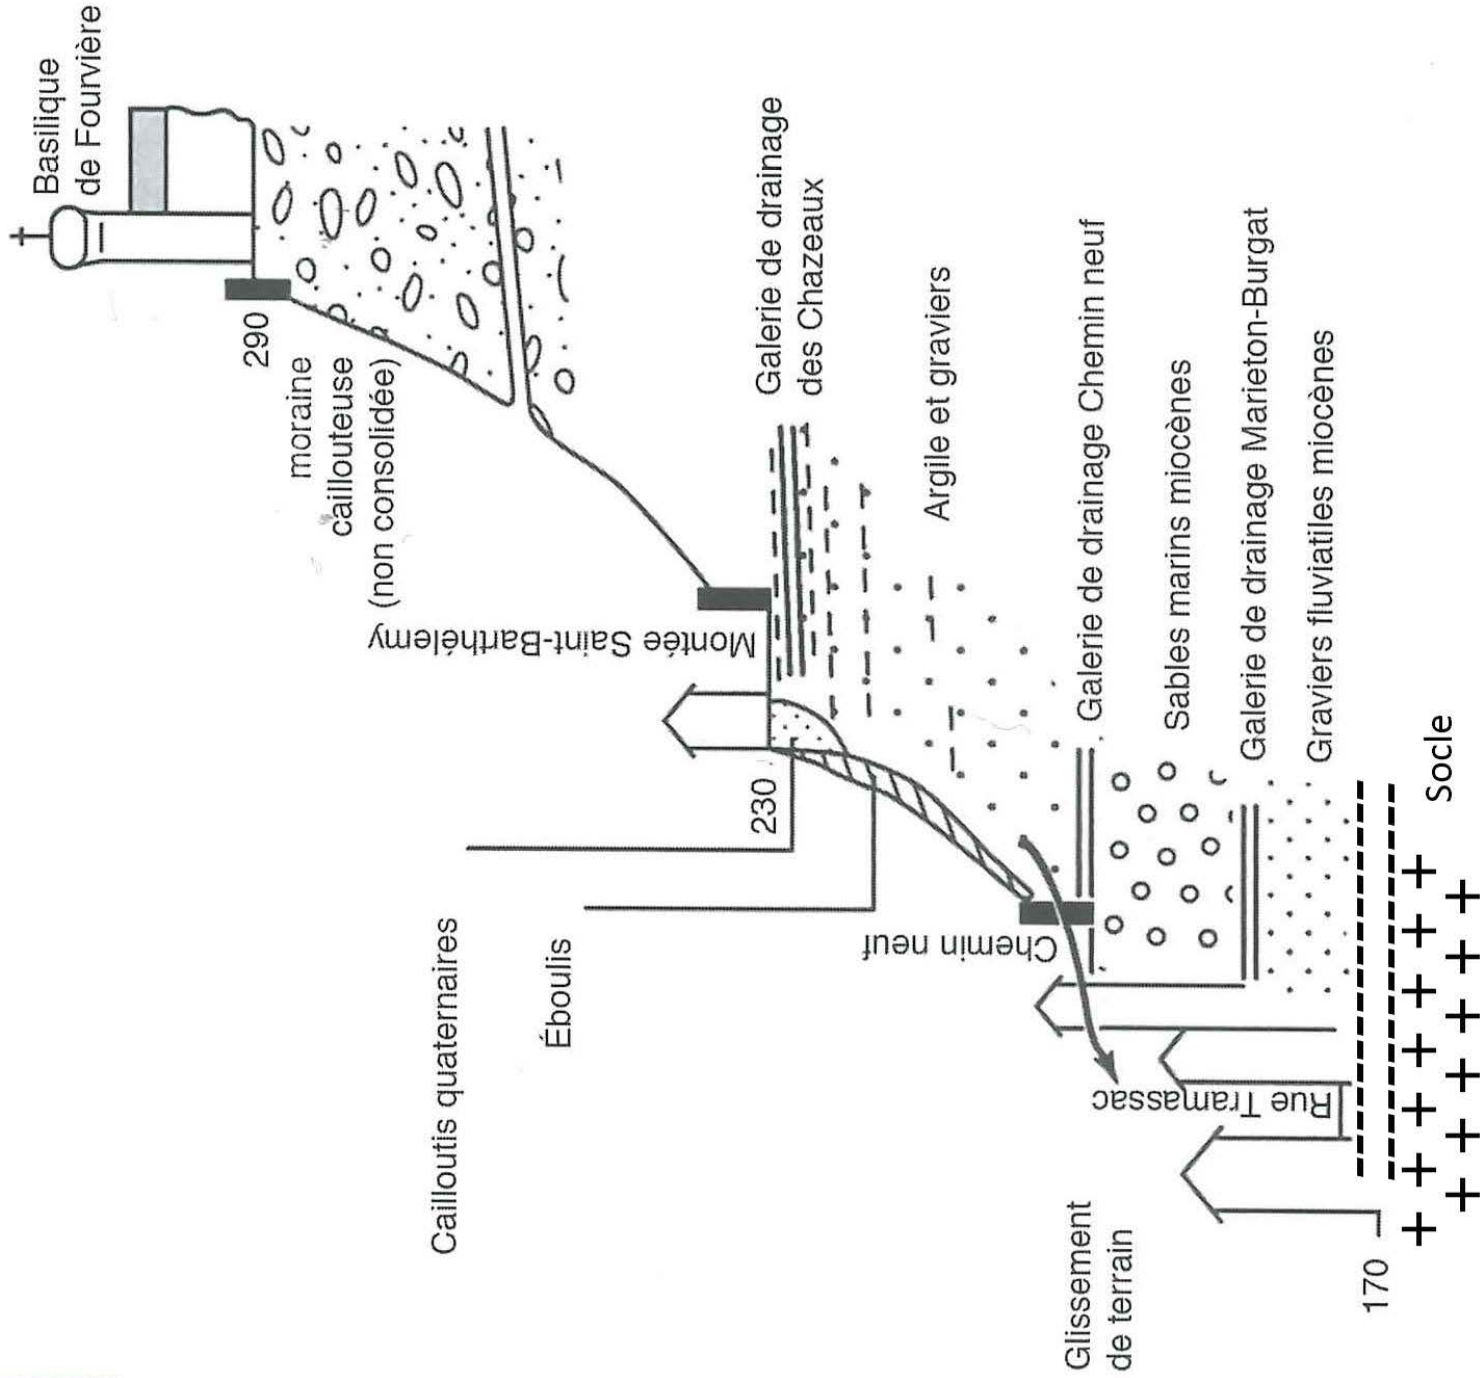 Basilique
de Fourvière
290
moraine
caillouteuse
(non consolidée)
Montée Saint-Barthélemy
Galerie de drainage
des Chazeaux
230
Argile et graviers
Cailloutis quaternaires
Éboulis
Chemin neuf
Galerie de drainage Chemin neuf
Sables marins miocènes
Galerie de drainage Marieton-Burgat
Graviers fluviatiles miocènes
Rue Tramassac
Glissement
de terrain
170
Socle